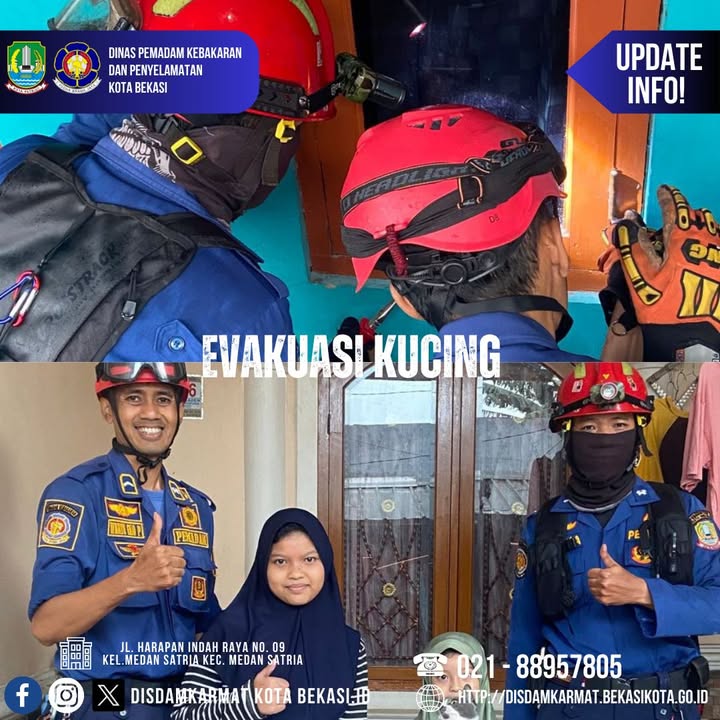 DINAS PEMADAM KEBAKARAN
DAN PENYELAMATAN
KOTA BEKASI
UPDATE
INFO!
HEADLIG
EVAKUASI KUCING
JL. HARAPAN INDAH RAYA NO. 09
KEL.MEDAN SATRIA KEC. MEDAN SATRIA
021 - 88957805
DISDAMKARMAT KOTA BEKASI.ID
HTTP://DISDAMKARMAT.BEKASIKOTA.GO.ID